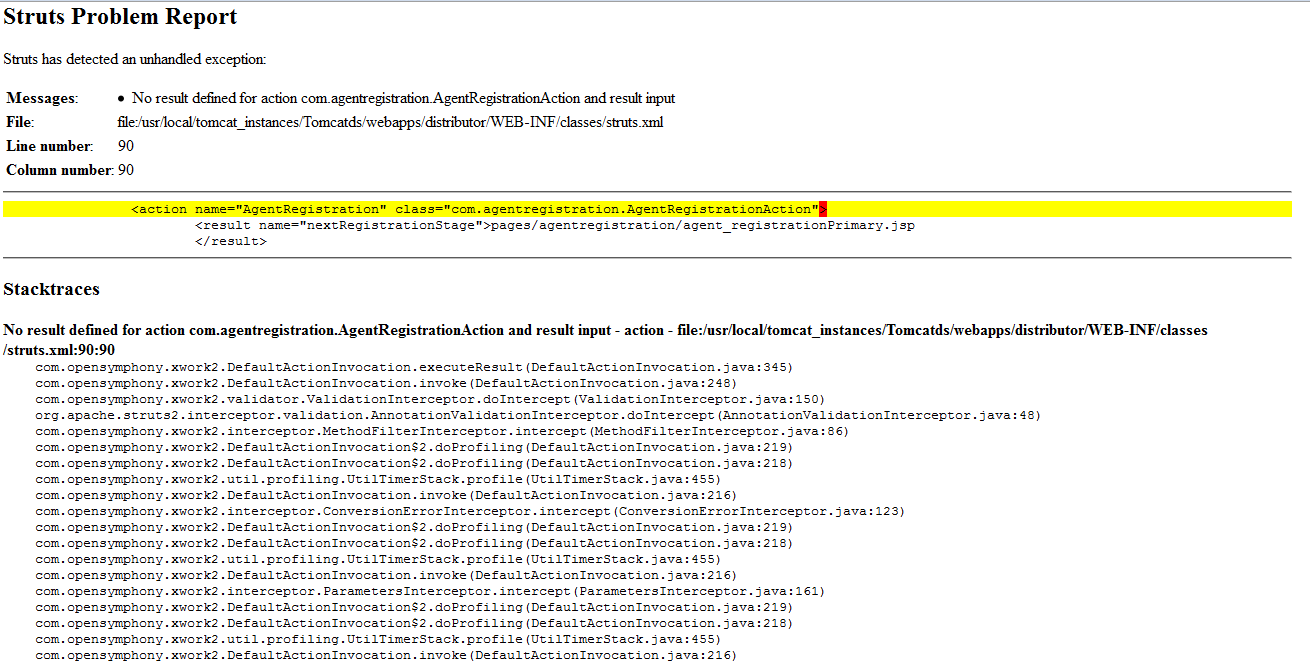 Struts Problem Report
Struts has detected an unhandled exception:
Messages: • No result defined for action com.agentregistration.AgentRegistrationAction and result input
File: file:/usr/local/tomcat_instances/Tomcatds/webapps/distributor/WEB-INF/classes/struts.xml
Line number: 90
Column number: 90
<action name="AgentRegistration" class="com.agentregistration.AgentRegistrationAction">
<result name="nextRegistrationStage">pages/agentregistration/agent_registrationPrimary.jsp
</result>
Stacktraces
No result defined for action com.agentregistration.AgentRegistrationAction and result input - action - file:/usr/local/tomcat_instances/Tomcatds/webapps/distributor/WEB-INF/classes
/struts.xml:90:90
com.opensymphony.xwork2.DefaultActionInvocation.executeResult(DefaultActionInvocation.java:345)
com.opensymphony.xwork2.DefaultActionInvocation.invoke(DefaultActionInvocation.java:248)
com.opensymphony.xwork2.validator.ValidationInterceptor.doIntercept(ValidationInterceptor.java:150)
org.apache.struts2.interceptor.validation.AnnotationValidationInterceptor.doIntercept(AnnotationValidationInterceptor.java:48)
com.opensymphony.xwork2.interceptor.MethodFilterInterceptor.intercept(MethodFilterInterceptor.java:86)
com.opensymphony.xwork2.DefaultActionInvocation$2.doProfiling(DefaultActionInvocation.java:219)
com.opensymphony.xwork2.DefaultActionInvocation$2.doProfiling(DefaultActionInvocation.java:218)
com.opensymphony.xwork2.util.profiling.UtilTimerStack.profile(UtilTimerStack.java:455)
com.opensymphony.xwork2.DefaultActionInvocation.invoke(DefaultActionInvocation.java:216)
com.opensymphony.xwork2.interceptor.ConversionErrorInterceptor.intercept(ConversionErrorInterceptor.java:123)
com.opensymphony.xwork2.DefaultActionInvocation$2.doProfiling(DefaultActionInvocation.java:219)
com.opensymphony.xwork2.DefaultActionInvocation$2.doProfiling(DefaultActionInvocation.java:218)
com.opensymphony.xwork2.util.profiling.UtilTimerStack.profile(UtilTimerStack.java:455)
com.opensymphony.xwork2.DefaultActionInvocation.invoke(DefaultActionInvocation.java:216)
com.opensymphony.xwork2.interceptor.ParametersInterceptor.intercept(ParametersInterceptor.java:161)
com.opensymphony.xwork2.DefaultActionInvocation$2.doProfiling(DefaultActionInvocation.java:219)
com.opensymphony.xwork2.DefaultActionInvocation$2.doProfiling(DefaultActionInvocation.java:218)
com.opensymphony.xwork2.util.profiling.UtilTimerStack.profile(UtilTimerStack.java:455)
com.opensymphony.xwork2.DefaultActionInvocation.invoke(DefaultActionInvocation.java:216)